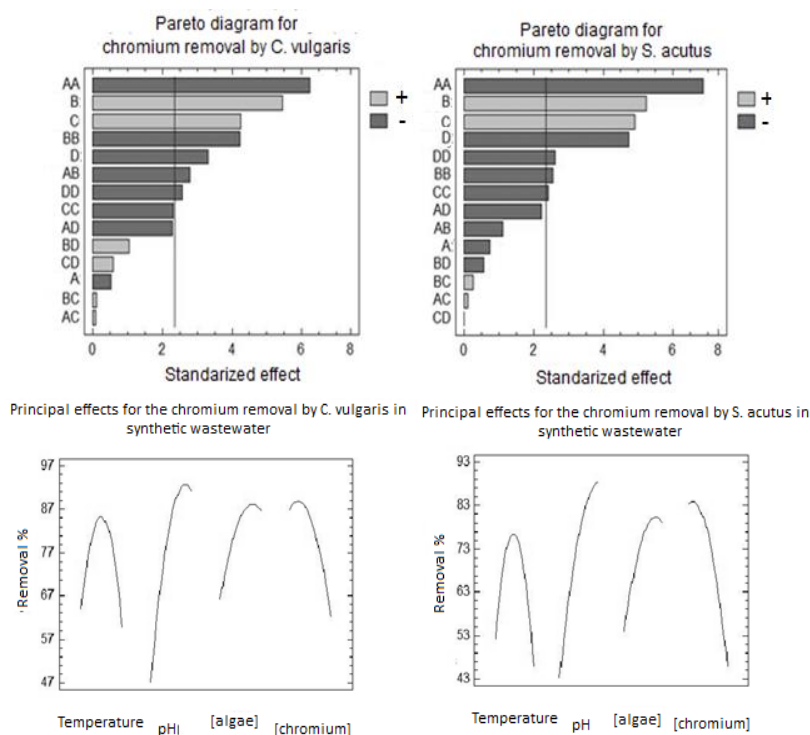 Pareto diagram for
chromium removal by C. vulgaris
AA
B:
C
BB
D:
AB
DD
CC
AD
BD
CD
A:
BC
AC
+
-
0 2 4 6 8
Standarized effect
Pareto diagram for
chromium removal by S. acutus
AA
B:
C
D:
DD
BB
CC
AD
AB
A:
BD
BC
AC
CD
+
-
0 2 4 6 8
Standarized effect
Principal effects for the chromium removal by C. vulgaris in
synthetic wastewater
97
87
77
67
57
47
Removal %
Temperature pH [algae] [chromium]
Principal effects for the chromium removal by S. acutus in
synthetic wastewater
93
83
73
63
53
43
Removal %
Temperature pH [algae] [chromium]